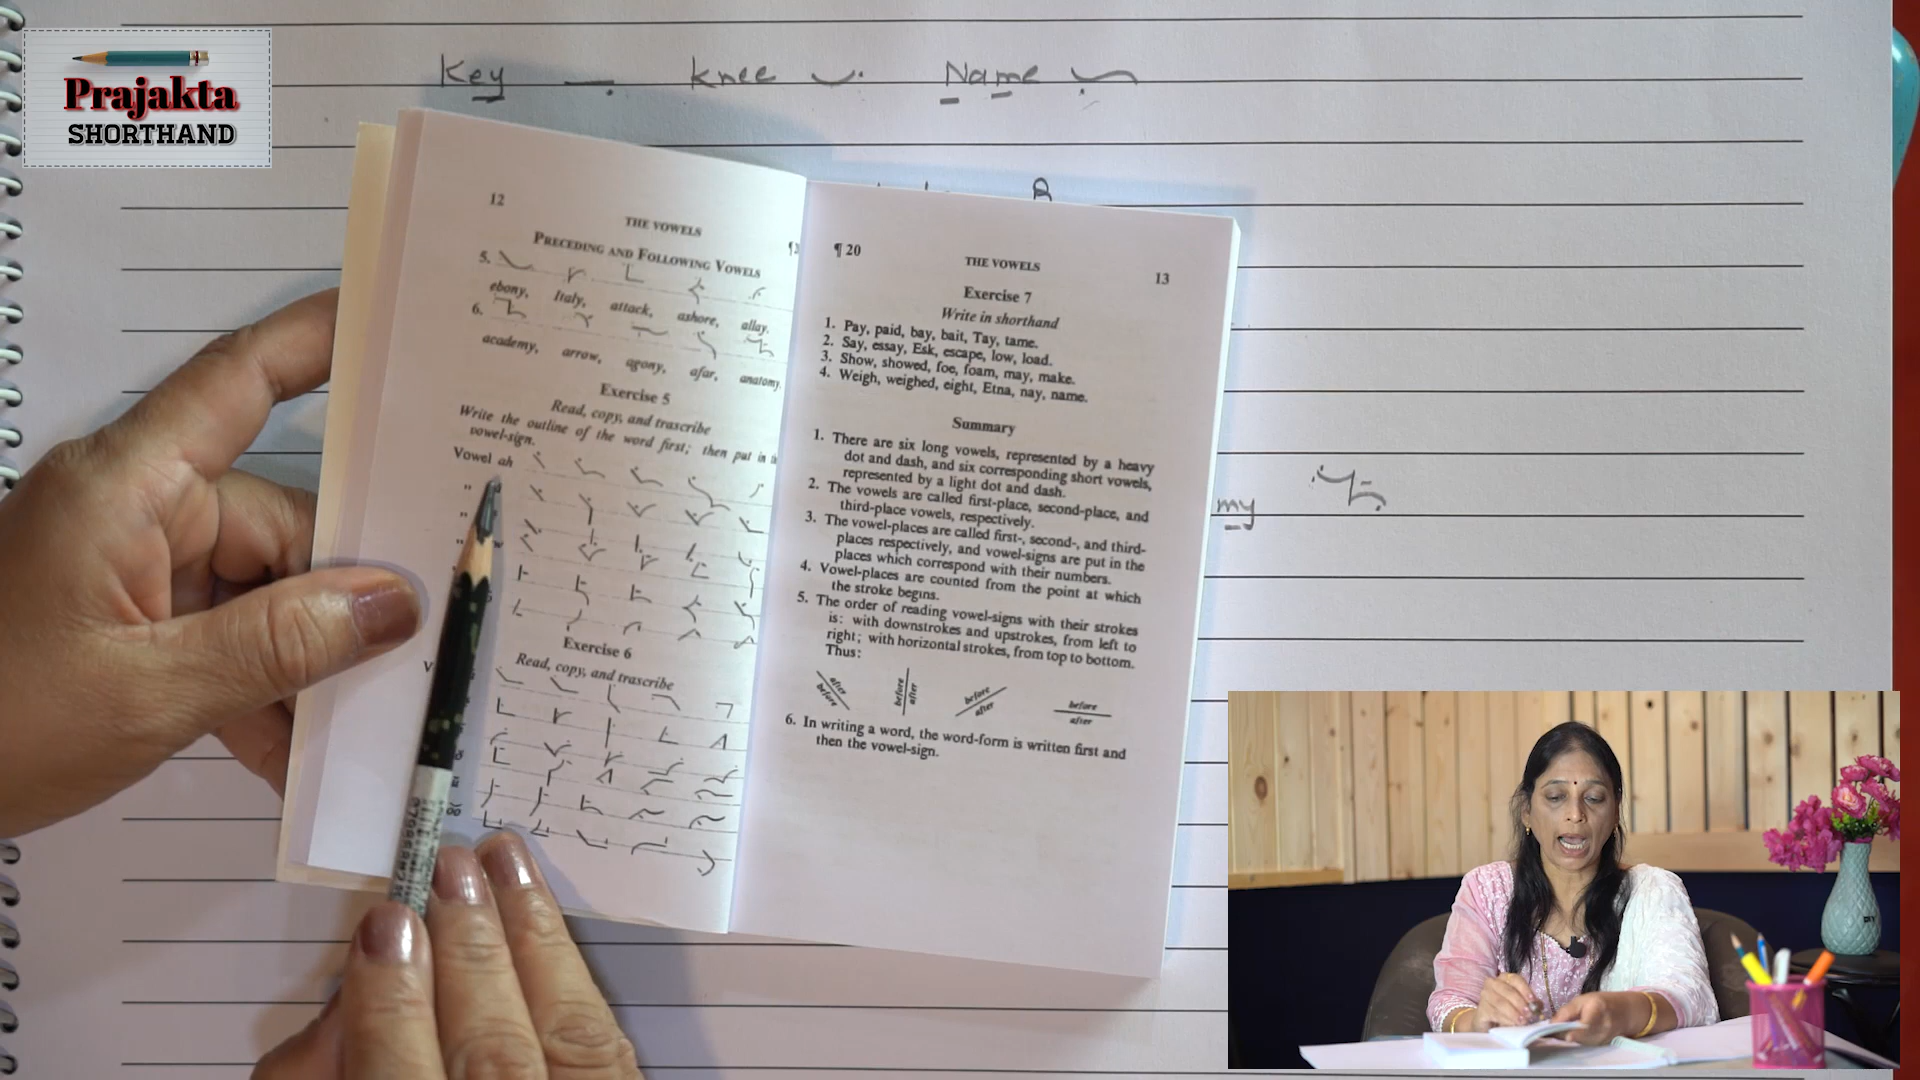 Prajakta
SHORTHAND
Key knee Name
12
THE VOWELS
PRECEDING AND FOLLOWING VOWELS
5.
ebony, Italy, attack, ashore, allay.
6.
academy, arrow, agony, afar, anatomy.
Exercise 5
Read, copy, and trascribe
Write the outline of the word first; then put in
vowel-sign.
Vowel ah
Exercise 6
Read, copy, and trascribe
¶ 20
THE VOWELS
13
Exercise 7
Write in shorthand
1. Pay, paid, bay, bait, Tay, tame.
2. Say, essay, Esk, escape, low, load.
3. Show, showed, foe, foam, may, make.
4. Weigh, weighed, eight, Etna, nay, name.
Summary
1. There are six long vowels, represented by a heavy
dot and dash, and six corresponding short vowels,
represented by a light dot and dash.
2. The vowels are called first-place, second-place, and
third-place vowels, respectively.
3. The vowel-places are called first-, second-, and third-
places respectively, and vowel-signs are put in the
places which correspond with their numbers.
4. Vowel-places are counted from the point at which
the stroke begins.
5. The order of reading vowel-signs with their strokes
is: with downstrokes and upstrokes, from left to
right; with horizontal strokes, from top to bottom.
Thus:
after before before after before after before after
6. In writing a word, the word-form is written first and
then the vowel-sign.
my